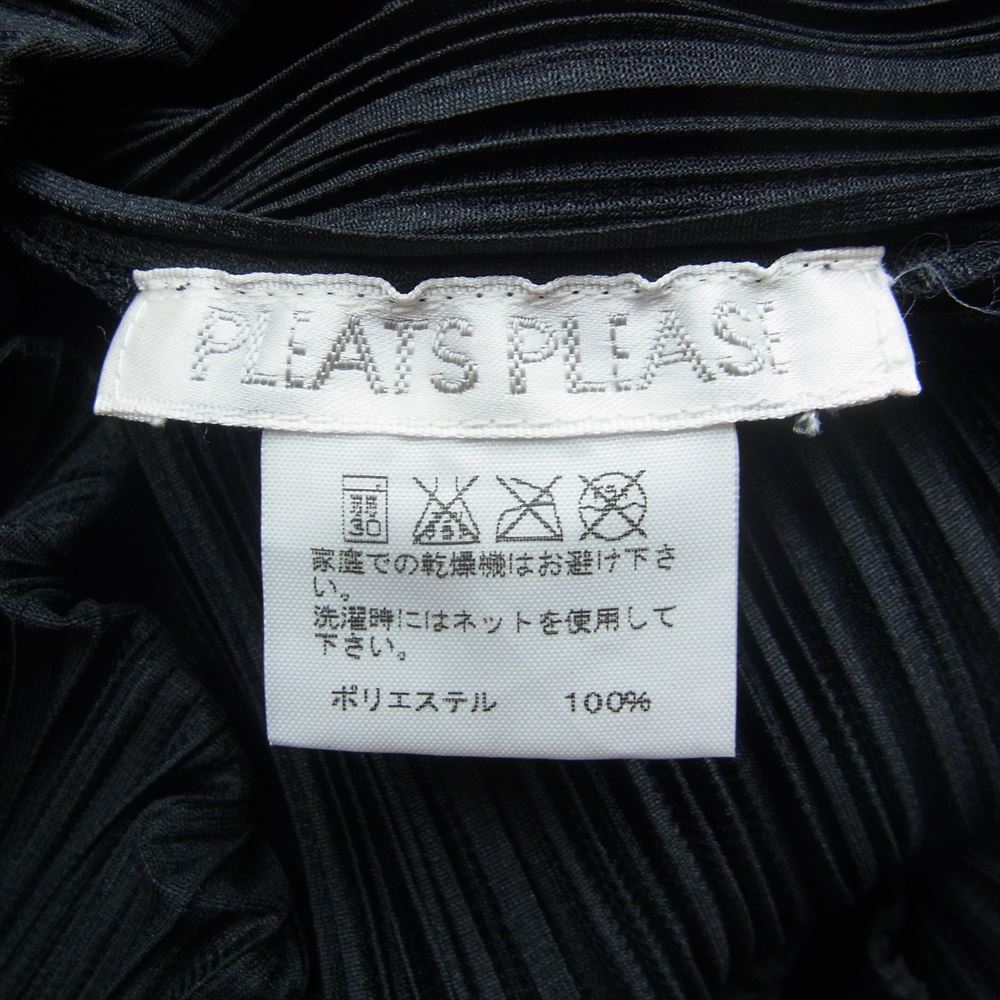 PLEATS PLEASE
弱
30
家庭での乾燥機はお避け下さ
い。
洗濯時にはネットを使用して
下さい。
ポリエステル 100%